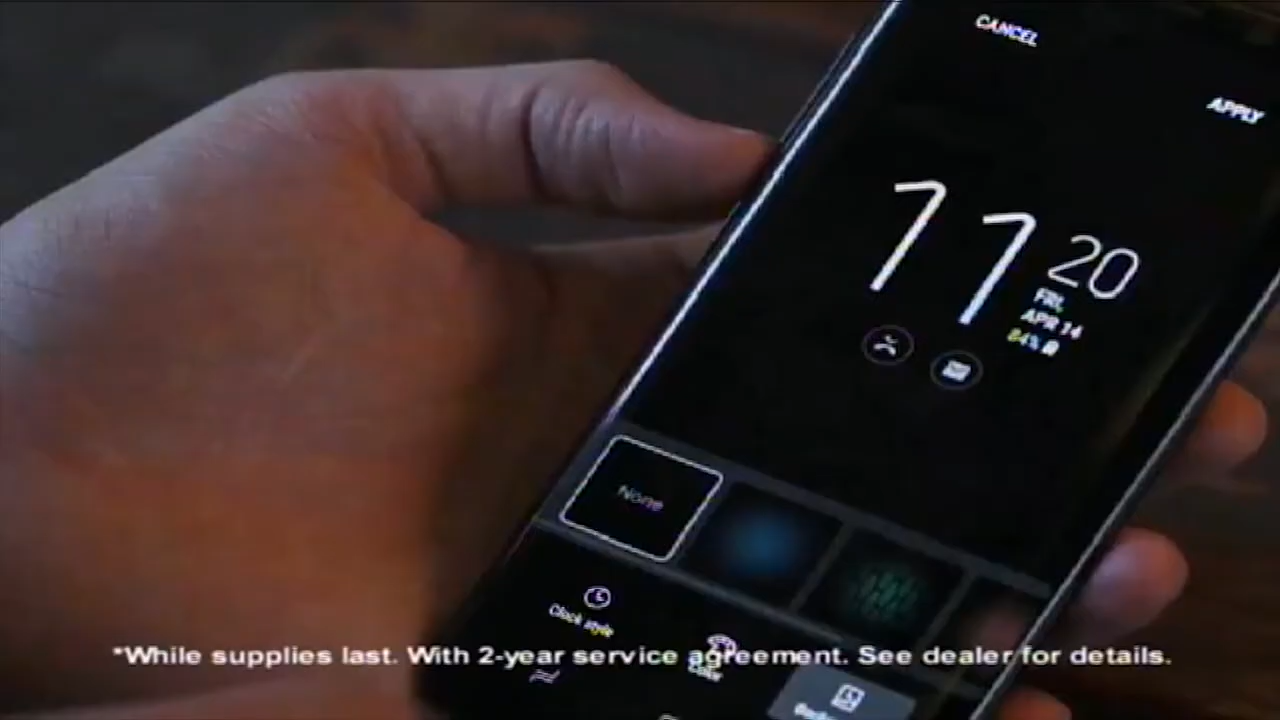 CANCEL
APPLY
11
20
FRI,
APR 14
84%
None
Clock style
Color
*While supplies last. With 2-year service agreement. See dealer for details.